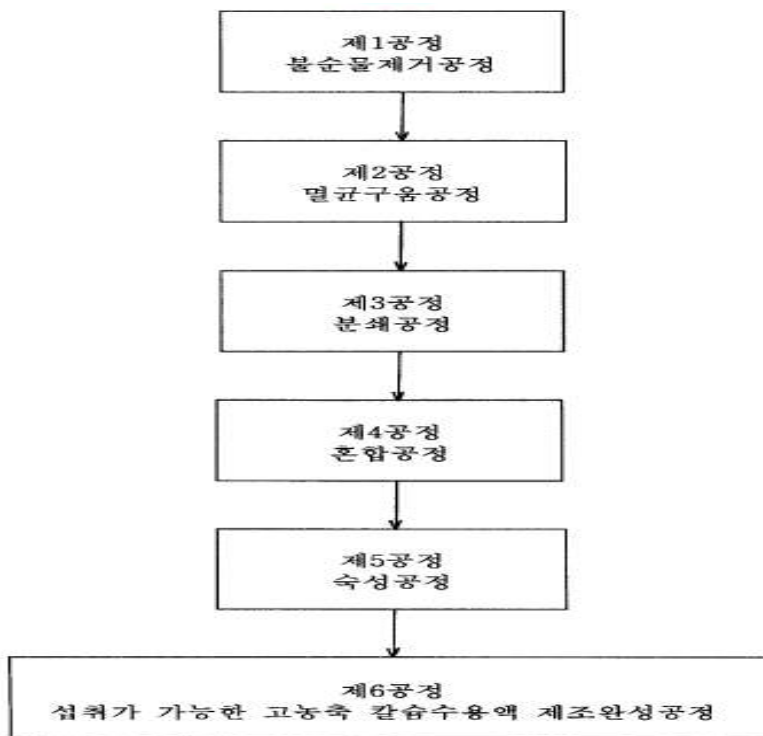 제1공정
불순물제거공정
제2공정
멸균구움공정
제3공정
분쇄공정
제4공정
혼합공정
제5공정
숙성공정
제6공정
섭취가 가능한 고농축 칼슘수용액 제조완성공정